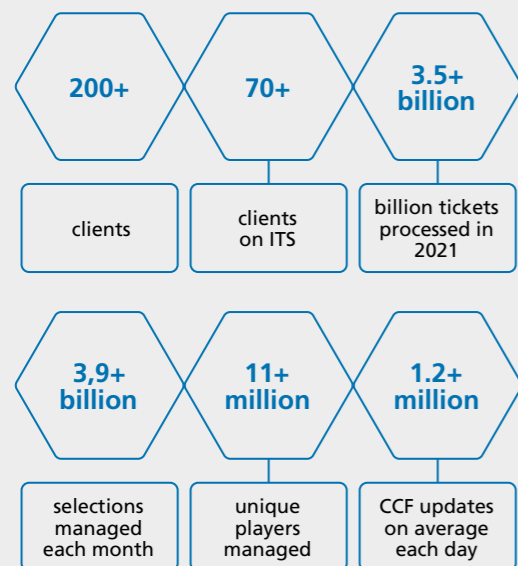 200+
70+
3.5+
billion
clients
clients
on ITS
billion tickets
processed in
2021
3,9+
billion
11+
million
1.2+
million
selections
managed
each month
unique
players
managed
CCF updates
on average
each day